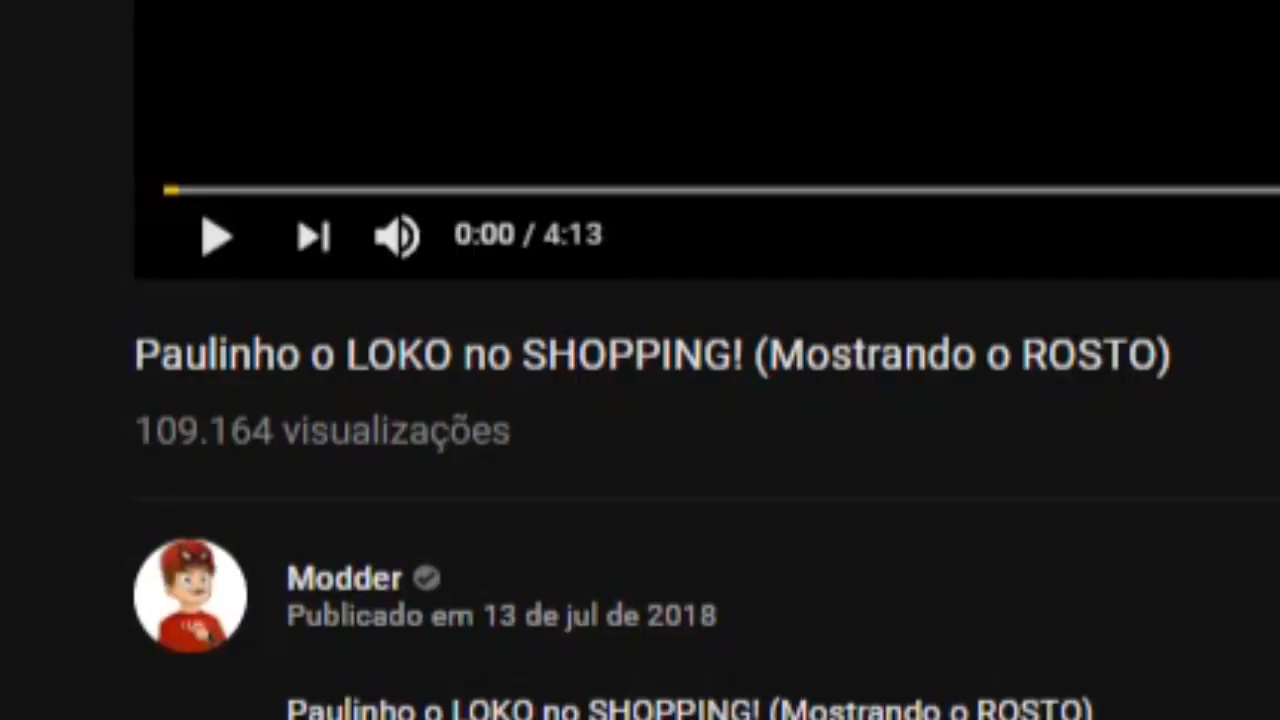 0:00 / 4:13
Paulinho o LOKO no SHOPPING! (Mostrando o ROSTO)
109.164 visualizações
Modder
Publicado em 13 de jul de 2018
Paulinho o LOKO no SHOPPING! (Mostrando o ROSTO)